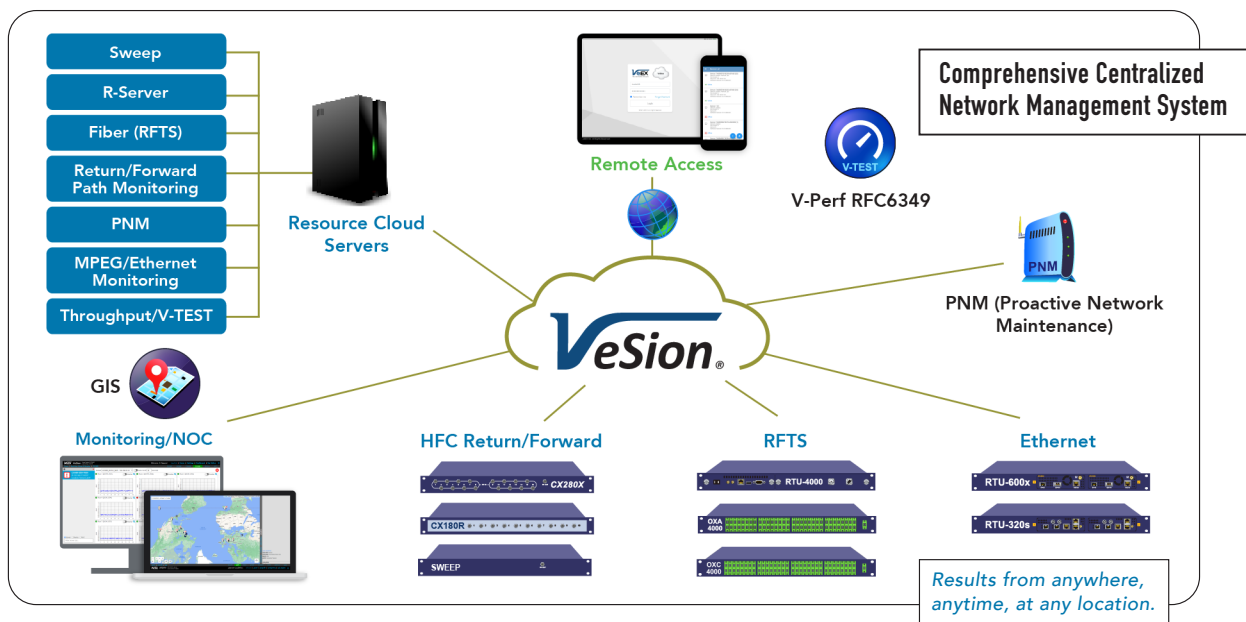 Comprehensive Centralized
Network Management System
Sweep
R-Server
Fiber (RFTS)
Return/Forward
Path Monitoring
PNM
MPEG/Ethernet
Monitoring
Throughput/V-TEST
Resource Cloud
Servers
Remote Access
V-TEST
V-Perf RFC6349
PNM
PNM (Proactive Network
Maintenance)
VeSion®
GIS
Monitoring/NOC
HFC Return/Forward
CX280X
CX180R
SWEEP
RFTS
RTU-4000
OXA
4000
OXC
4000
Ethernet
RTU-600x
RTU-320s
Results from anywhere,
anytime, at any location.